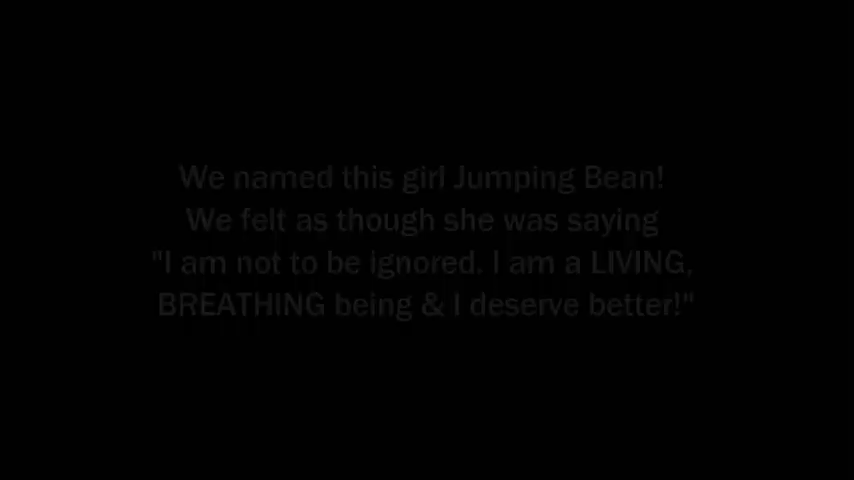 We named this girl Jumping Bean!
We felt as though she was saying
"I am not to be ignored. I am a LIVING,
BREATHING being & I deserve better!"